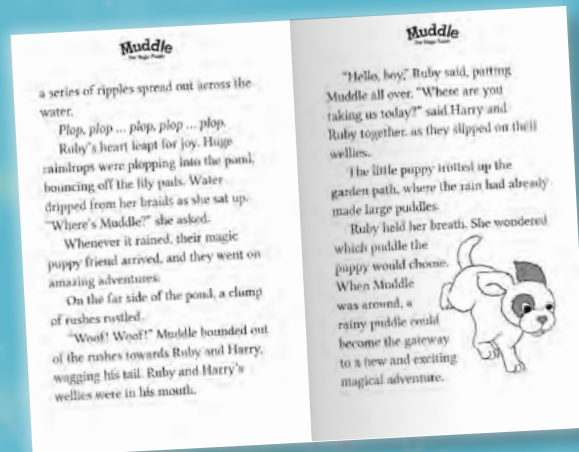 Muddle
The Magic Puppy
a series of ripples spread out across the
water.
Plop, plop ... plop, plop ... plop.
Ruby's heart leapt for joy. Huge
raindrops were plopping into the pond,
bouncing off the lily pads. Water
dripped from her braids as she sat up.
"Where's Muddle?" she asked.
Whenever it rained, their magic
puppy friend arrived, and they went on
amazing adventures.
On the far side of the pond, a clump
of rushes rustled.
"Woof! Woof!" Muddle bounded out
of the rushes towards Ruby and Harry,
wagging his tail. Ruby and Harry's
wellies were in his mouth.
Muddle
The Magic Puppy
"Hello, boy," Ruby said, patting
Muddle all over. "Where are you
taking us today?" said Harry and
Ruby together, as they slipped on their
wellies.
The little puppy trotted up the
garden path, where the rain had already
made large puddles.
Ruby held her breath. She wondered
which puddle the
puppy would choose.
When Muddle
was around, a
rainy puddle could
become the gateway
to a new and exciting
magical adventure.